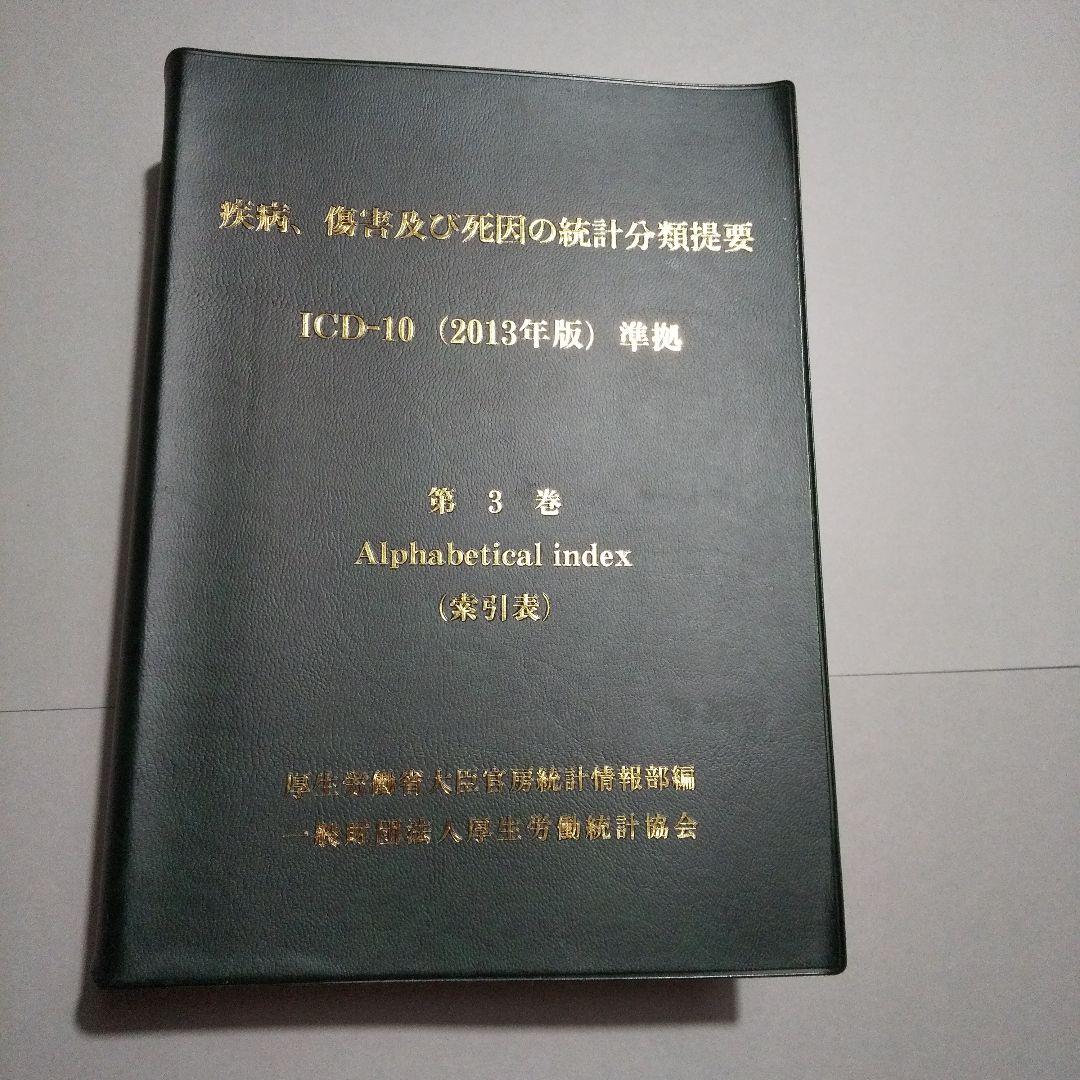 疾病、傷害及び死因の統計分類提要
ICD-10（2013年版）準拠
第 3 巻
Alphabetical index
(索引表)
厚生労働省大臣官房統計情報部編
一般財団法人厚生労働統計協会